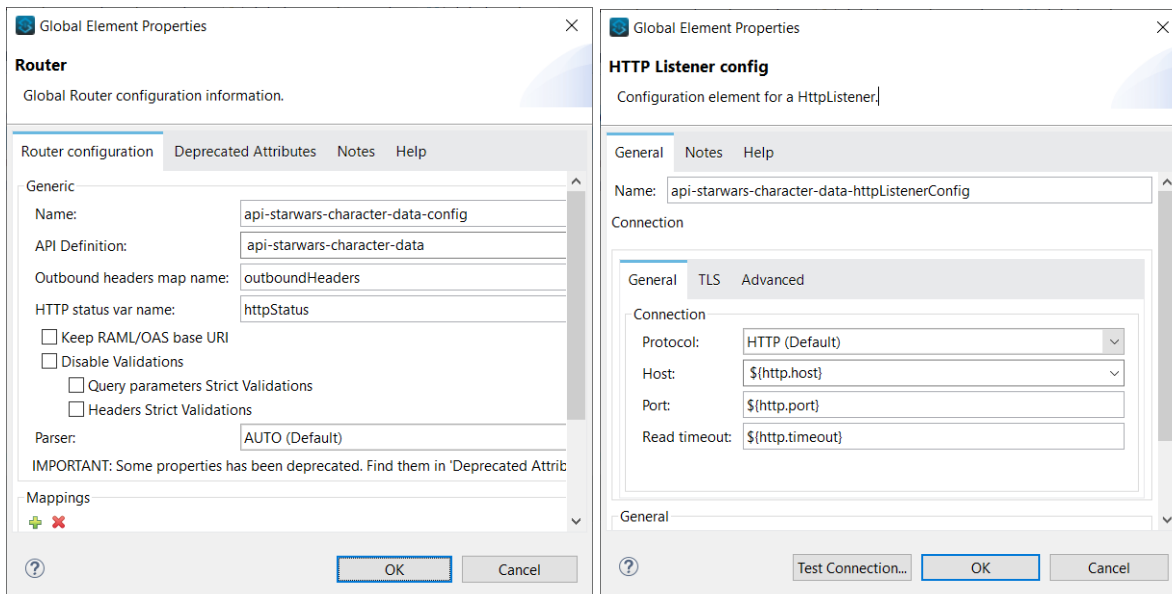 Global Element Properties
Router
Global Router configuration information.
Router configuration Deprecated Attributes Notes Help
Generic
Name: api-starwars-character-data-config
API Definition: api-starwars-character-data
Outbound headers map name: outboundHeaders
HTTP status var name: httpStatus
Keep RAML/OAS base URI
Disable Validations
Query parameters Strict Validations
Headers Strict Validations
Parser: AUTO (Default)
IMPORTANT: Some properties has been deprecated. Find them in 'Deprecated Attrib
Mappings
OK Cancel
Global Element Properties
HTTP Listener config
Configuration element for a HttpListener.
General Notes Help
Name: api-starwars-character-data-httpListenerConfig
Connection
General TLS Advanced
Connection
Protocol: HTTP (Default)
Host: ${http.host}
Port: ${http.port}
Read timeout: ${http.timeout}
General
Test Connection... OK Cancel